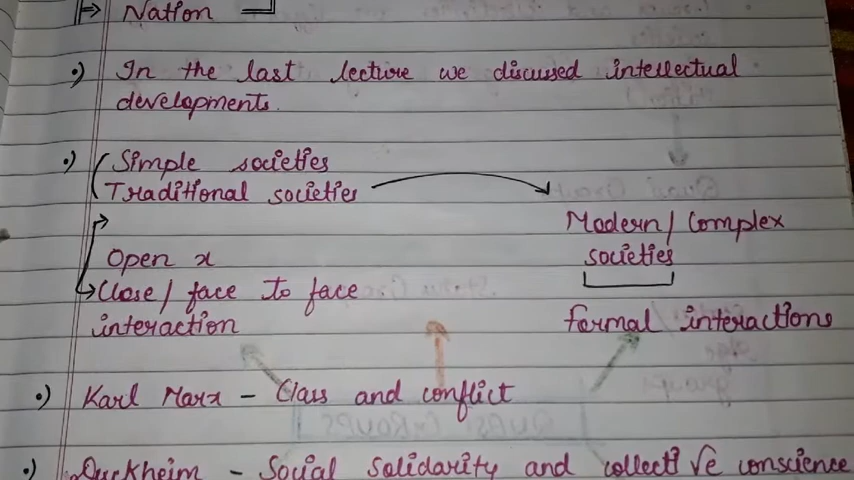 Nation
In the last lecture we discussed intellectual
developments.
Simple societies
Traditional societies
Modern/Complex
societies
Open x
Close/face to face
interaction
formal interactions
Karl Marx - Class and conflict
Durkheim - Social solidarity and collecti √e conscience